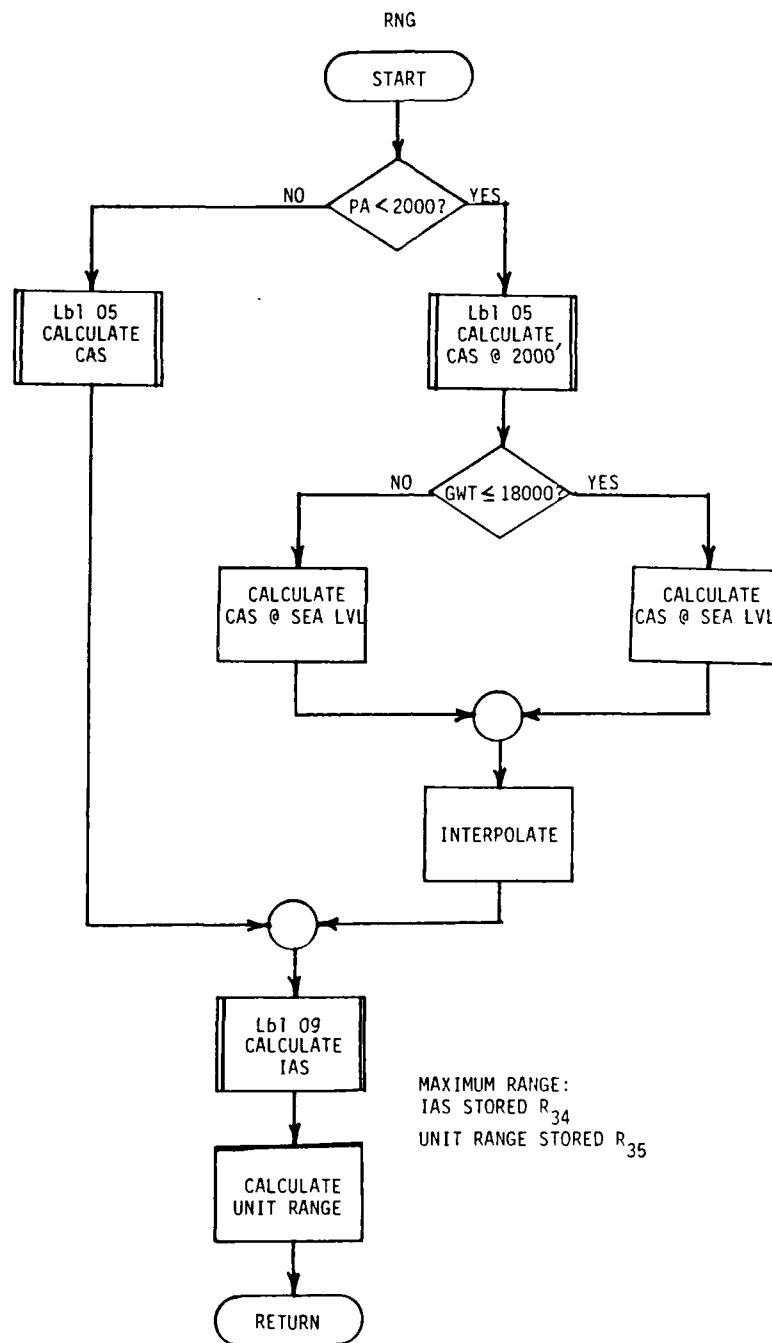 RNG
START
NO
PA < 2000?
YES
Lbl 05
CALCULATE
CAS
Lbl 05
CALCULATE
CAS @ 2000'
NO
GWT ≦ 18000?
YES
CALCULATE
CAS @ SEA LVL
CALCULATE
CAS @ SEA LVL
INTERPOLATE
Lbl 09
CALCULATE
IAS
MAXIMUM RANGE:
IAS STORED R34
UNIT RANGE STORED R35
CALCULATE
UNIT RANGE
RETURN